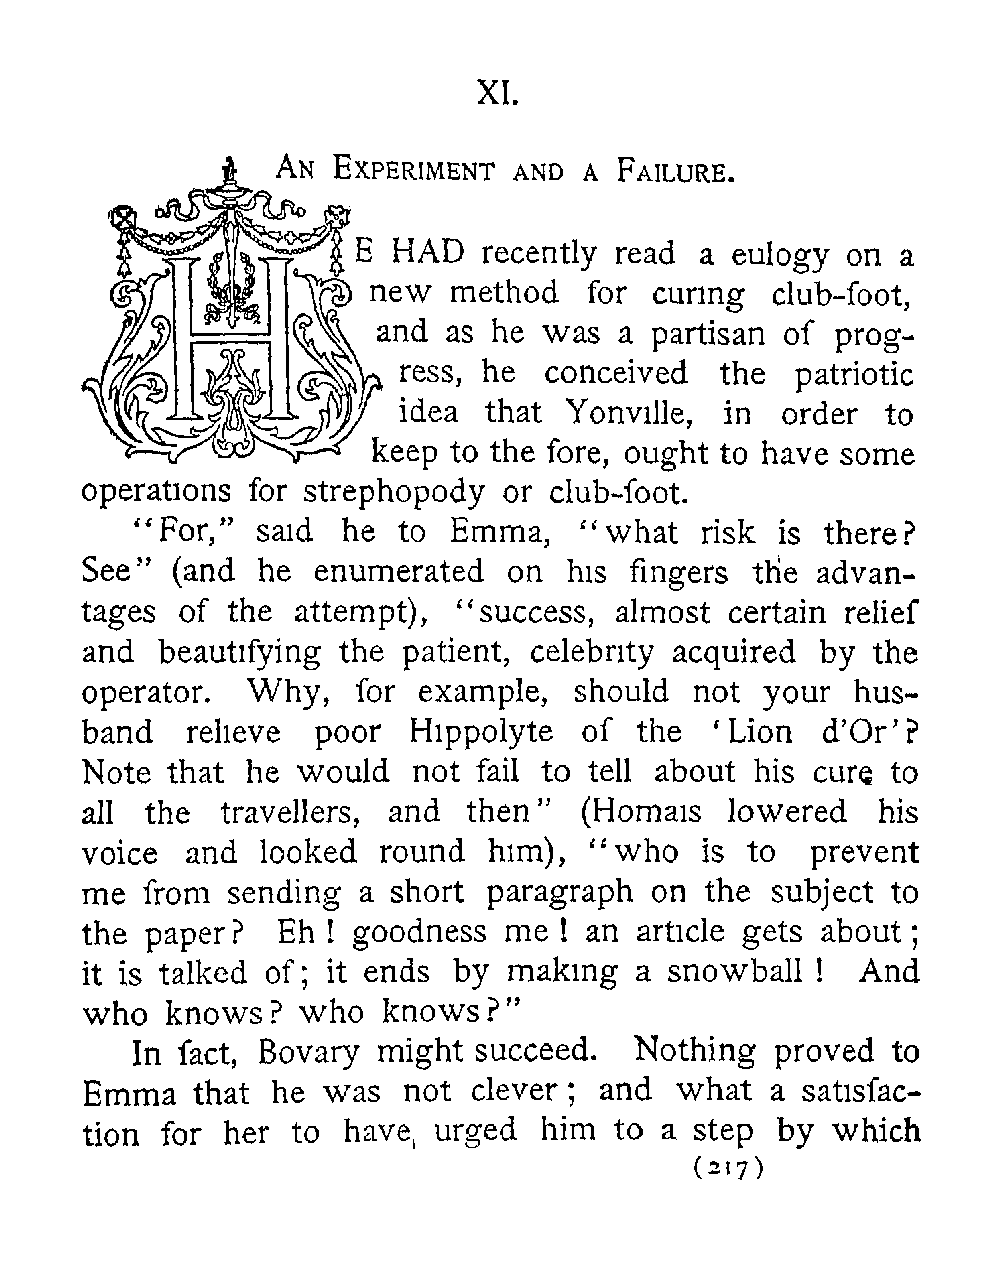 XI.
An Experiment and a Failure.
HE HAD recently read a eulogy on a
new method for curing club-foot,
and as he was a partisan of prog-
ress, he conceived the patriotic
idea that Yonville, in order to
keep to the fore, ought to have some
operations for strephopody or club-foot.
"For," said he to Emma, "what risk is there?
See" (and he enumerated on his fingers the advan-
tages of the attempt), "success, almost certain relief
and beautifying the patient, celebrity acquired by the
operator. Why, for example, should not your hus-
band relieve poor Hippolyte of the 'Lion d'Or'?
Note that he would not fail to tell about his cure to
all the travellers, and then" (Homais lowered his
voice and looked round him), "who is to prevent
me from sending a short paragraph on the subject to
the paper? Eh! goodness me! an article gets about;
it is talked of; it ends by making a snowball! And
who knows? who knows?"
In fact, Bovary might succeed. Nothing proved to
Emma that he was not clever; and what a satisfac-
tion for her to have urged him to a step by which
(217)